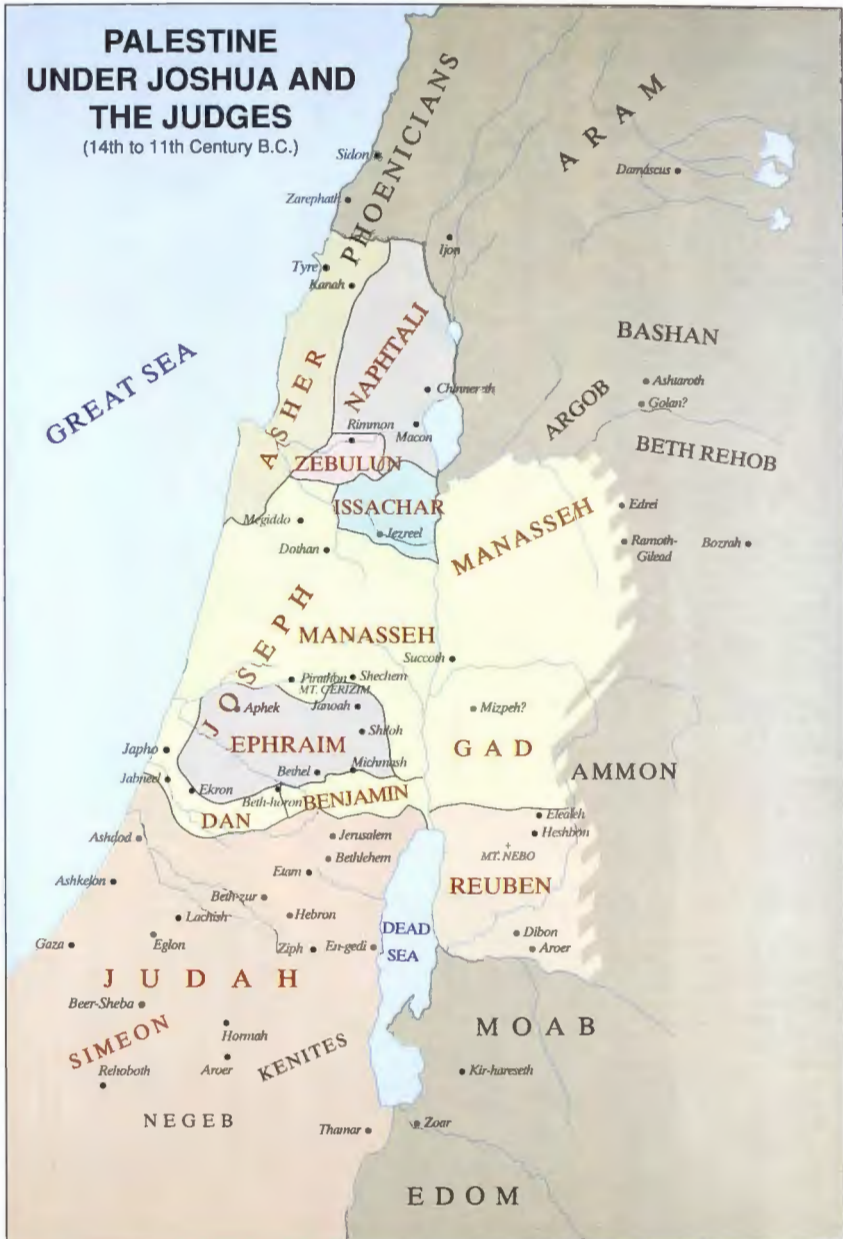 PALESTINE
UNDER JOSHUA AND
THE JUDGES
(14th to 11th Century B.C.)
PHOENICIANS
ARAM
Sidon
Damascus
Zarephath
Ijon
Tyre
Kanah
NAPHTALI
BASHAN
GREAT SEA
ASHER
Chinnereth
ARGOB
Ashtaroth
Golan?
Rimmon
Macon
BETH REHOB
ZEBULUN
ISSACHAR
MANASSEH
Edrei
Megiddo
Jezreel
Dothan
Ramoth-
Gilead
Bozrah
JOSEPH
MANASSEH
Succoth
Pirathon
Shechem
MT. GERIZIM
Aphek
Janoah
Mizpeh?
Shiloh
EPHRAIM
GAD
Japho
Michmash
Bethel
AMMON
Jabneel
Ekron
Beth-horon
BENJAMIN
DAN
Elealeh
Heshbon
Ashdod
Jerusalem
Bethlehem
MT. NEBO
Etam
REUBEN
Ashkelon
Beth-zur
Lachish
Hebron
DEAD
SEA
Dibon
Aroer
Gaza
Eglon
Ziph
En-gedi
JUDAH
Beer-Sheba
SIMEON
Hormah
MOAB
KENITES
Rehoboth
Aroer
Kir-hareseth
NEGEB
Thamar
Zoar
EDOM